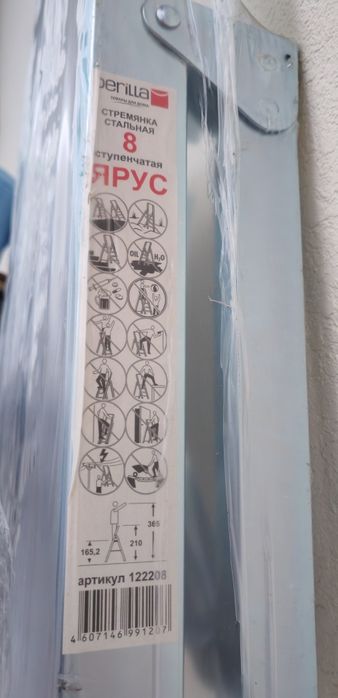 perilla
ТОВАРЫ ДЛЯ ДОМА
СТРЕМЯНКА
СТАЛЬНАЯ
8
ступенчатая
ЯРУС
OIL H₂O
365
165,2
210
артикул 122208
4607146991207